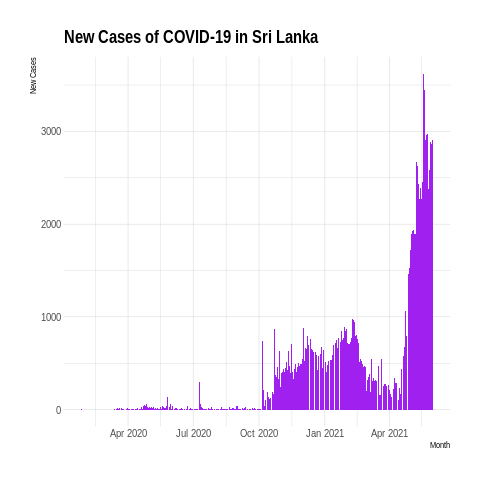 New Cases of COVID-19 in Sri Lanka
New Cases
3000
2000
1000
0
Apr 2020 Jul 2020 Oct 2020 Jan 2021 Apr 2021
Month